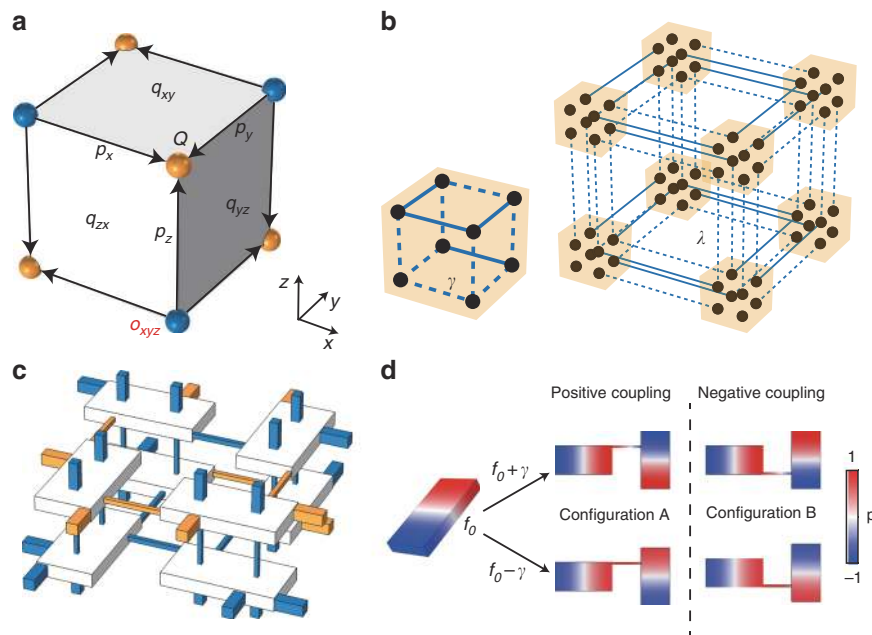 a
q_xy
Q
p_x
p_y
q_zx
p_z
q_yz
o_xyz
z
y
x
b
γ
λ
c
d
Positive coupling
Negative coupling
f_0+γ
f_0
f_0−γ
Configuration A
Configuration B
1
p
−1